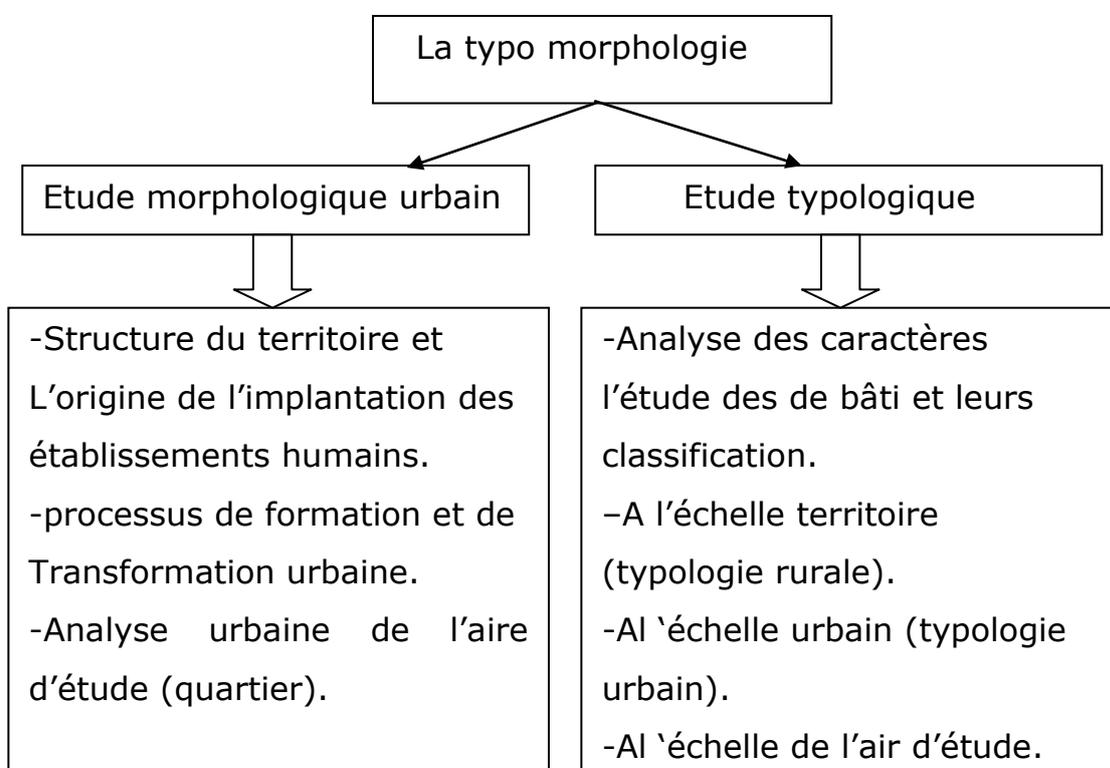 La typo morphologie
Etude morphologique urbain
Etude typologique
-Structure du territoire et
L’origine de l’implantation des
établissements humains.
-processus de formation et de
Transformation urbaine.
-Analyse urbaine de l’aire
d’étude (quartier).
-Analyse des caractères
l’étude des de bâti et leurs
classification.
–A l’échelle territoire
(typologie rurale).
-Al ‘échelle urbain (typologie
urbain).
-Al ‘échelle de l’air d’étude.